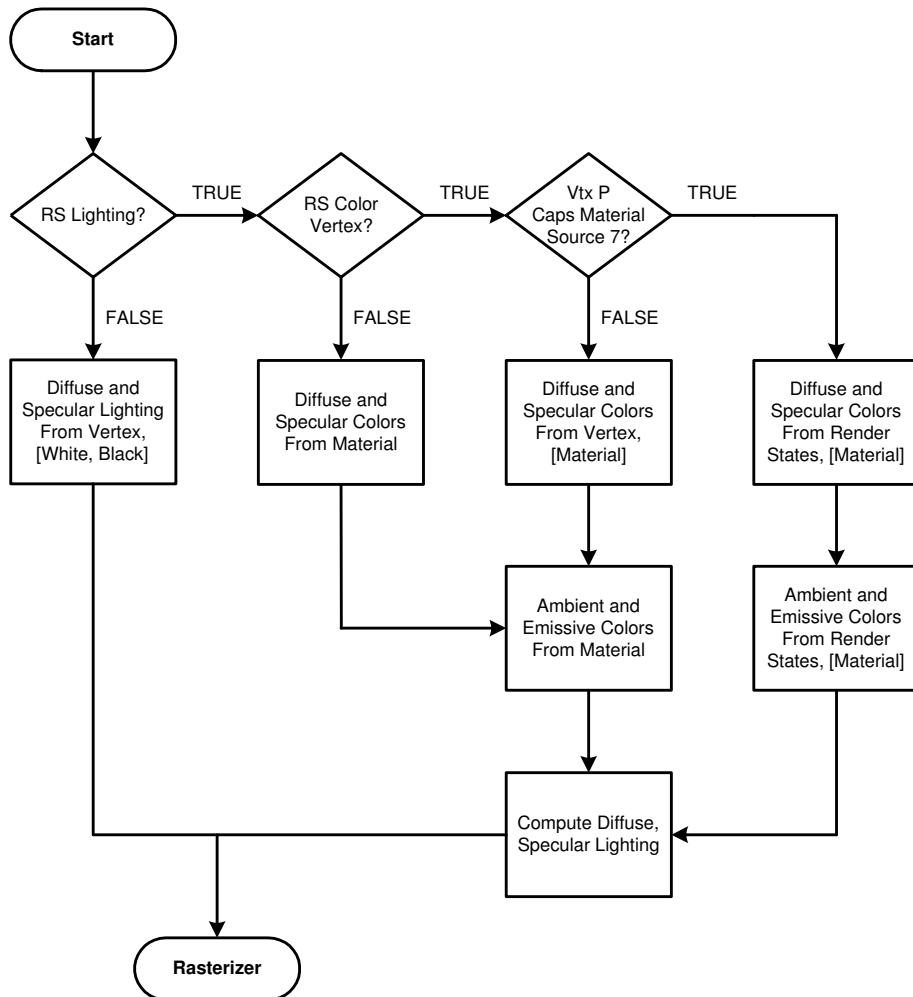 Start
RS Lighting?
TRUE
RS Color
Vertex?
TRUE
Vtx P
Caps Material
Source 7?
TRUE
FALSE
FALSE
FALSE
Diffuse and
Specular Lighting
From Vertex,
[White, Black]
Diffuse and
Specular Colors
From Material
Diffuse and
Specular Colors
From Vertex,
[Material]
Diffuse and
Specular Colors
From Render
States, [Material]
Ambient and
Emissive Colors
From Material
Ambient and
Emissive Colors
From Render
States, [Material]
Compute Diffuse,
Specular Lighting
Rasterizer